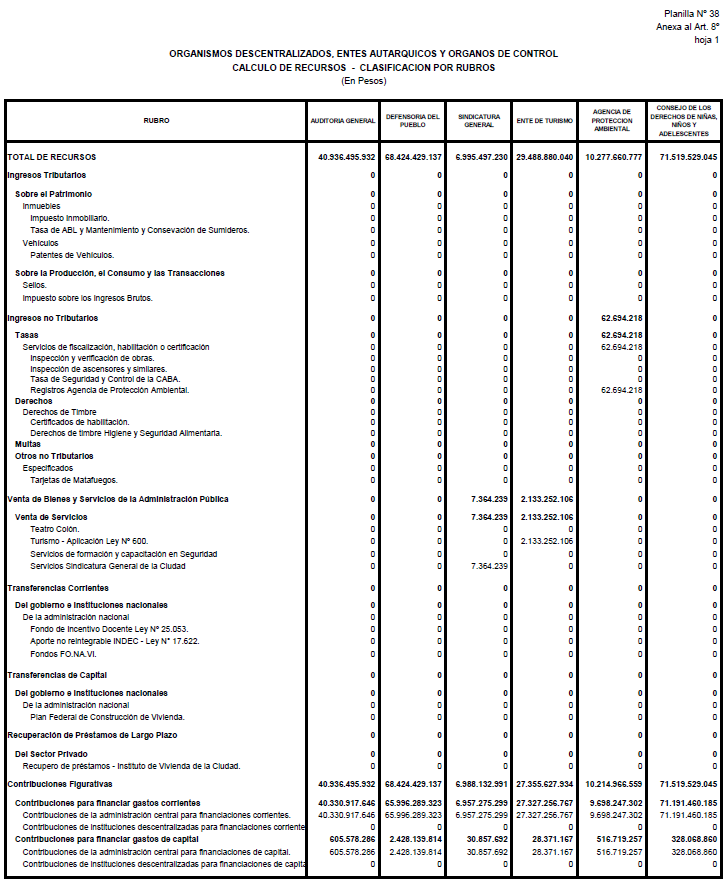 Planilla Nº 38
Anexa al Art. 8º
hoja 1
ORGANISMOS DESCENTRALIZADOS, ENTES AUTARQUICOS Y ORGANOS DE CONTROL
CALCULO DE RECURSOS - CLASIFICACION POR RUBROS
(En Pesos)
RUBRO AUDITORIA GENERAL DEFENSORIA DEL PUEBLO SINDICATURA GENERAL ENTE DE TURISMO AGENCIA DE PROTECCION AMBIENTAL CONSEJO DE LOS DERECHOS DE NIÑAS, NIÑOS Y ADELESCENTES
TOTAL DE RECURSOS 40.936.495.932 68.424.429.137 6.995.497.230 29.488.880.040 10.277.660.777 71.519.529.045
Ingresos Tributarios 0 0 0 0 0 0
Sobre el Patrimonio 0 0 0 0 0 0
Inmuebles 0 0 0 0 0 0
Impuesto Inmobiliario. 0 0 0 0 0 0
Tasa de ABL y Mantenimiento y Consevación de Sumideros. 0 0 0 0 0 0
Vehículos 0 0 0 0 0 0
Patentes de Vehículos. 0 0 0 0 0 0
Sobre la Producción, el Consumo y las Transacciones 0 0 0 0 0 0
Sellos. 0 0 0 0 0 0
Impuesto sobre los Ingresos Brutos. 0 0 0 0 0 0
Ingresos no Tributarios 0 0 0 0 62.694.218 0
Tasas 0 0 0 0 62.694.218 0
Servicios de fiscalización, habilitación o certificación 0 0 0 0 62.694.218 0
Inspección y verificación de obras. 0 0 0 0 0 0
Inspección de ascensores y similares. 0 0 0 0 0 0
Tasa de Seguridad y Control de la CABA. 0 0 0 0 0 0
Registros Agencia de Protección Ambiental. 0 0 0 0 62.694.218 0
Derechos 0 0 0 0 0 0
Derechos de Timbre 0 0 0 0 0 0
Certificados de habilitación. 0 0 0 0 0 0
Derechos de timbre Higiene y Seguridad Alimentaria. 0 0 0 0 0 0
Multas 0 0 0 0 0 0
Otros no Tributarios 0 0 0 0 0 0
Especificados 0 0 0 0 0 0
Tarjetas de Matafuegos. 0 0 0 0 0 0
Venta de Bienes y Servicios de la Administración Pública 0 0 7.364.239 2.133.252.106 0 0
Venta de Servicios 0 0 7.364.239 2.133.252.106 0 0
Teatro Colón. 0 0 0 0 0 0
Turismo - Aplicación Ley Nº 600. 0 0 0 2.133.252.106 0 0
Servicios de formación y capacitación en Seguridad 0 0 0 0 0 0
Servicios Sindicatura General de la Ciudad 0 0 7.364.239 0 0 0
Transferencias Corrientes 0 0 0 0 0 0
Del gobierno e instituciones nacionales 0 0 0 0 0 0
De la administración nacional 0 0 0 0 0 0
Fondo de Incentivo Docente Ley Nº 25.053. 0 0 0 0 0 0
Aporte no reintegrable INDEC - Ley N° 17.622. 0 0 0 0 0 0
Fondos FO.NA.VI. 0 0 0 0 0 0
Transferencias de Capital 0 0 0 0 0 0
Del gobierno e instituciones nacionales 0 0 0 0 0 0
De la administración nacional 0 0 0 0 0 0
Plan Federal de Construcción de Vivienda. 0 0 0 0 0 0
Recuperación de Préstamos de Largo Plazo 0 0 0 0 0 0
Del Sector Privado 0 0 0 0 0 0
Recupero de préstamos - Instituto de Vivienda de la Ciudad. 0 0 0 0 0 0
Contribuciones Figurativas 40.936.495.932 68.424.429.137 6.988.132.991 27.355.627.934 10.214.966.559 71.519.529.045
Contribuciones para financiar gastos corrientes 40.330.917.646 65.996.289.323 6.957.275.299 27.327.256.767 9.698.247.302 71.191.460.185
Contribuciones de la administración central para financiaciones corrientes. 40.330.917.646 65.996.289.323 6.957.275.299 27.327.256.767 9.698.247.302 71.191.460.185
Contribuciones de instituciones descentralizadas para financiaciones corriente 0 0 0 0 0 0
Contribuciones para financiar gastos de capital 605.578.286 2.428.139.814 30.857.692 28.371.167 516.719.257 328.068.860
Contribuciones de la administración central para financiaciones de capital. 605.578.286 2.428.139.814 30.857.692 28.371.167 516.719.257 328.068.860
Contribuciones de instituciones descentralizadas para financiaciones de capita 0 0 0 0 0 0